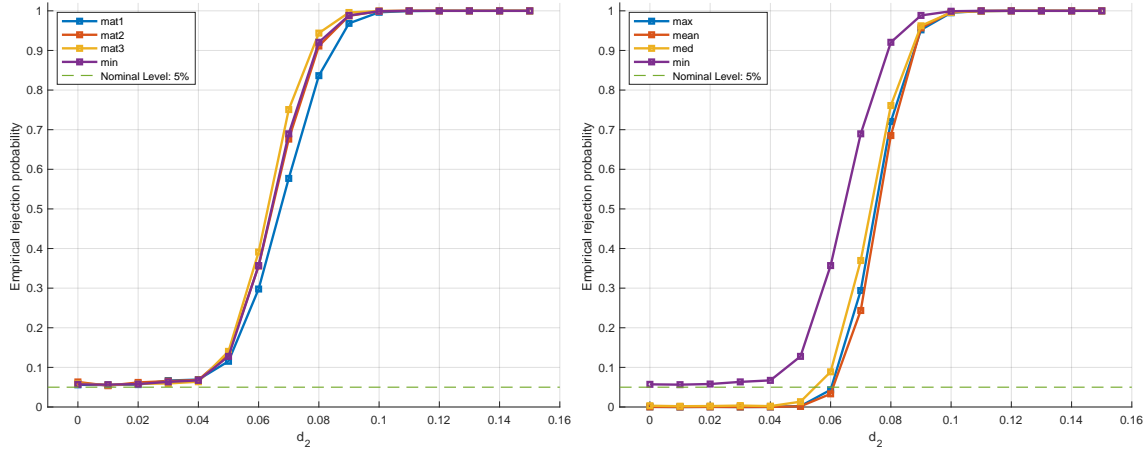 mat1
mat2
mat3
min
Nominal Level: 5%
Empirical rejection probability
1
0.9
0.8
0.7
0.6
0.5
0.4
0.3
0.2
0.1
0
0 0.02 0.04 0.06 0.08 0.1 0.12 0.14 0.16
d2
max
mean
med
min
Nominal Level: 5%
Empirical rejection probability
1
0.9
0.8
0.7
0.6
0.5
0.4
0.3
0.2
0.1
0
0 0.02 0.04 0.06 0.08 0.1 0.12 0.14 0.16
d2